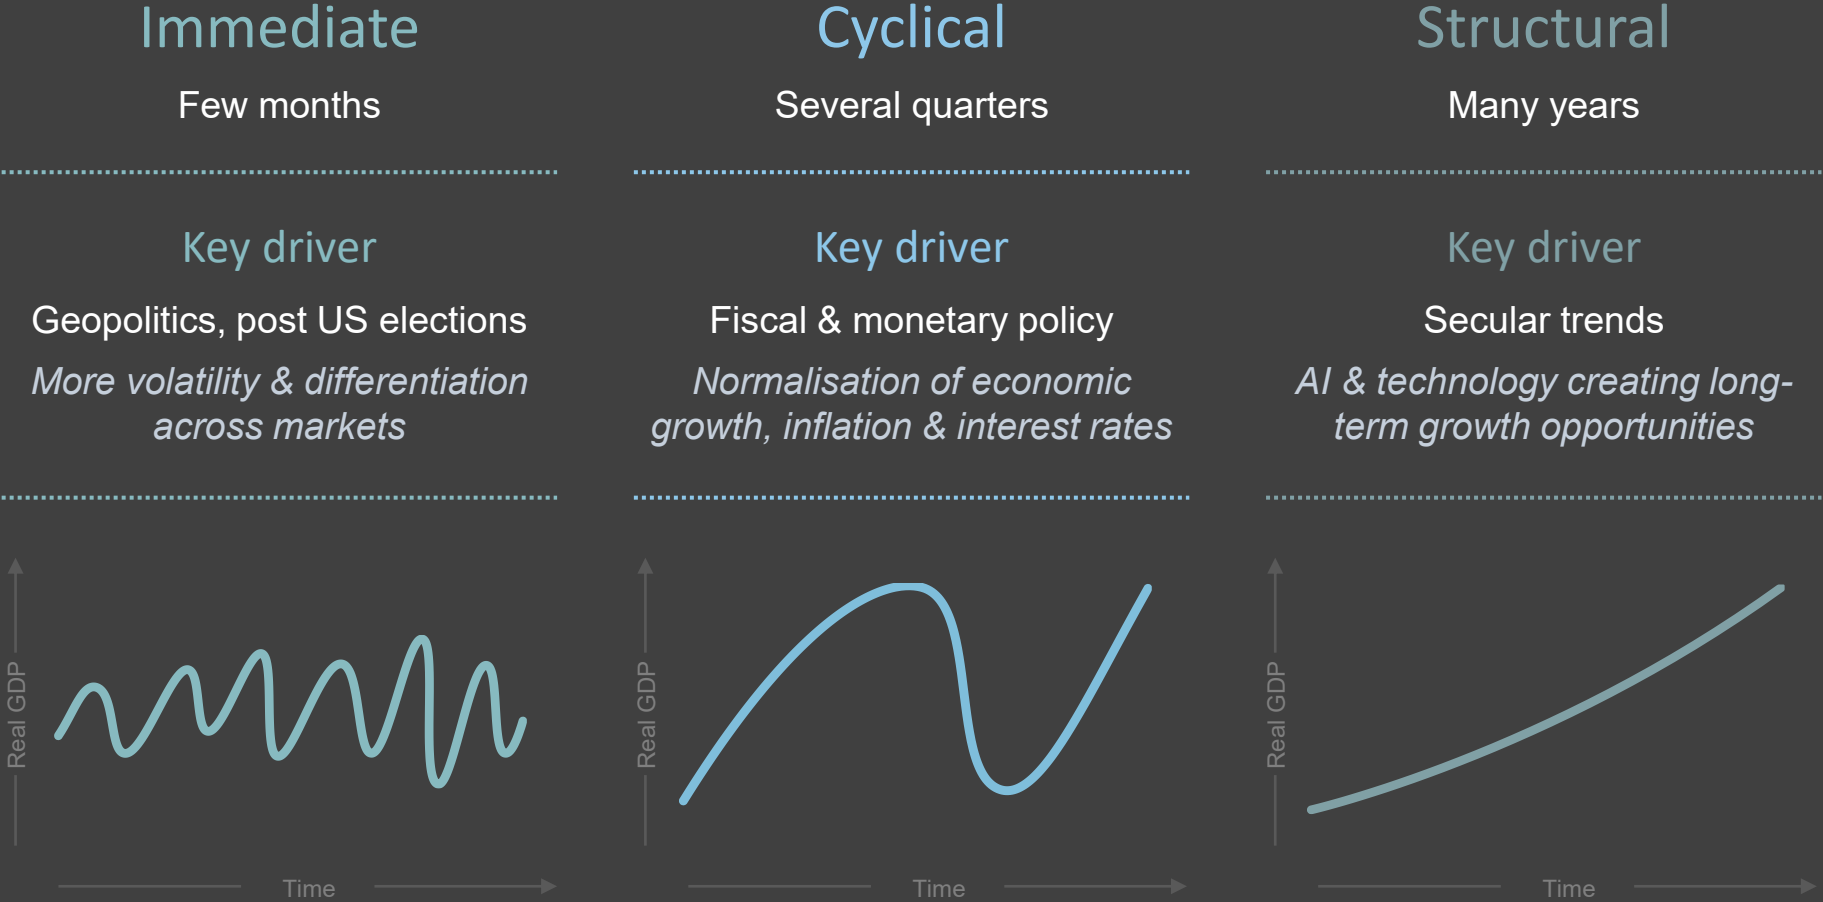 Immediate
Few months
Key driver
Geopolitics, post US elections
More volatility & differentiation
across markets
Real GDP
Time
Cyclical
Several quarters
Key driver
Fiscal & monetary policy
Normalisation of economic
growth, inflation & interest rates
Real GDP
Time
Structural
Many years
Key driver
Secular trends
AI & technology creating long-
term growth opportunities
Real GDP
Time